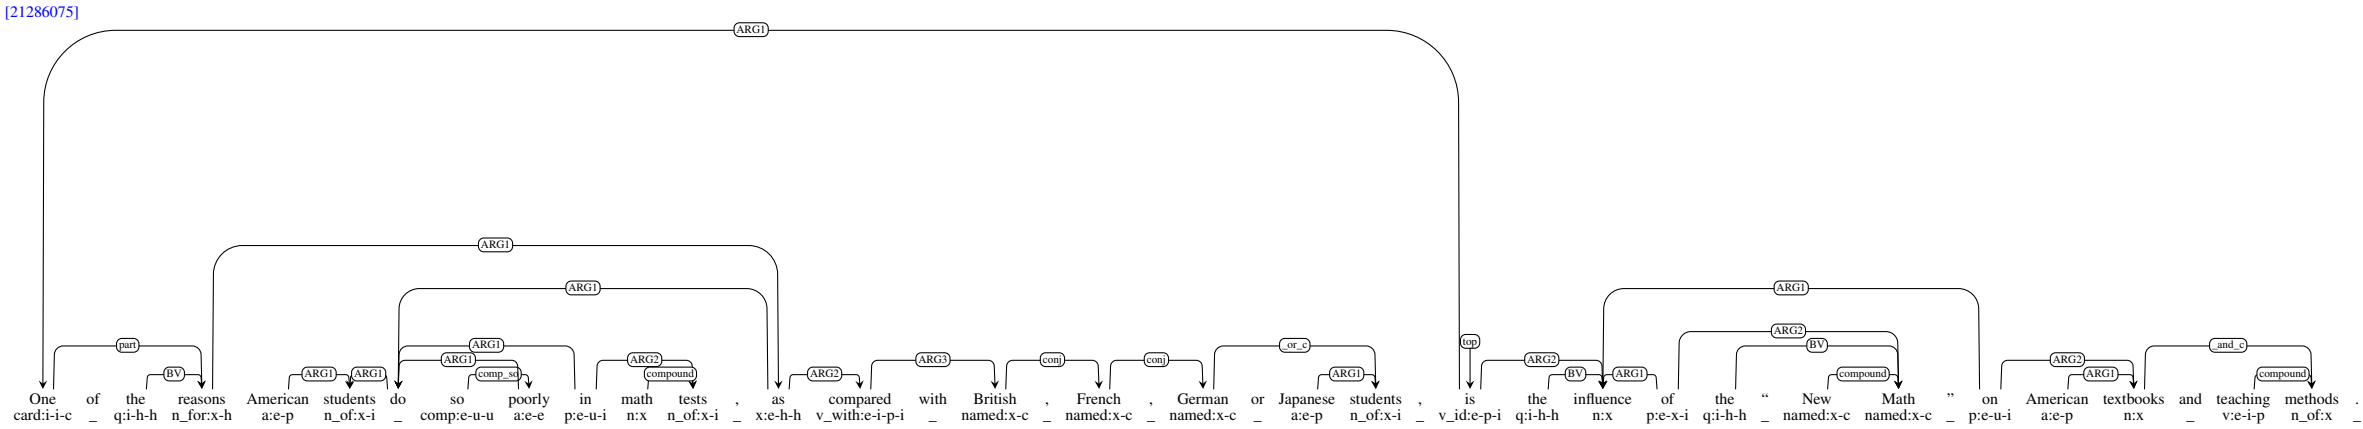 [21286075]
ARG1
ARG1
ARG1
part ARG1 top ARG2 _or_c _and_c
ARG1 ARG2 ARG3 conj conj ARG2 BV ARG2
BV ARG1 ARG1 comp_so compound ARG2 ARG1 BV ARG1 compound ARG1 compound
One of the reasons American students do so poorly in math tests , as compared with British , French , German or Japanese students , is the influence of the “ New Math ” on American textbooks and teaching methods .
card:i-i-c _ q:i-h-h n_for:x-h a:e-p n_of:x-i _ comp:e-u-u a:e-e p:e-u-i n:x n_of:x-i _ x:e-h-h v_with:e-i-p-i _ named:x-c _ named:x-c _ named:x-c _ a:e-p n_of:x-i _ v_id:e-p-i q:i-h-h n:x p:e-x-i q:i-h-h _ named:x-c named:x-c _ p:e-u-i a:e-p n:x _ v:e-i-p n_of:x _